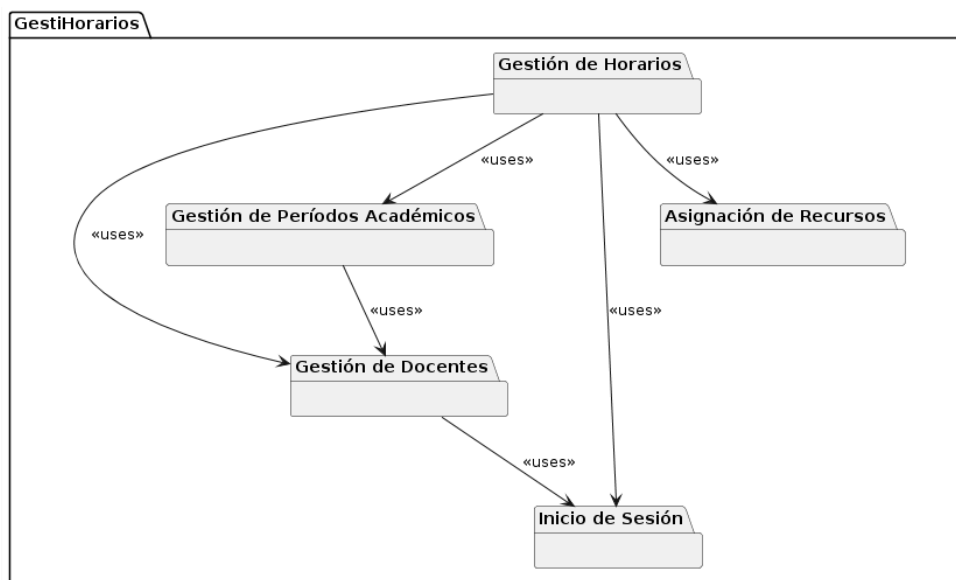 GestiHorarios
Gestión de Horarios
«uses»
«uses»
Gestión de Períodos Académicos
Asignación de Recursos
«uses»
«uses»
«uses»
Gestión de Docentes
«uses»
Inicio de Sesión